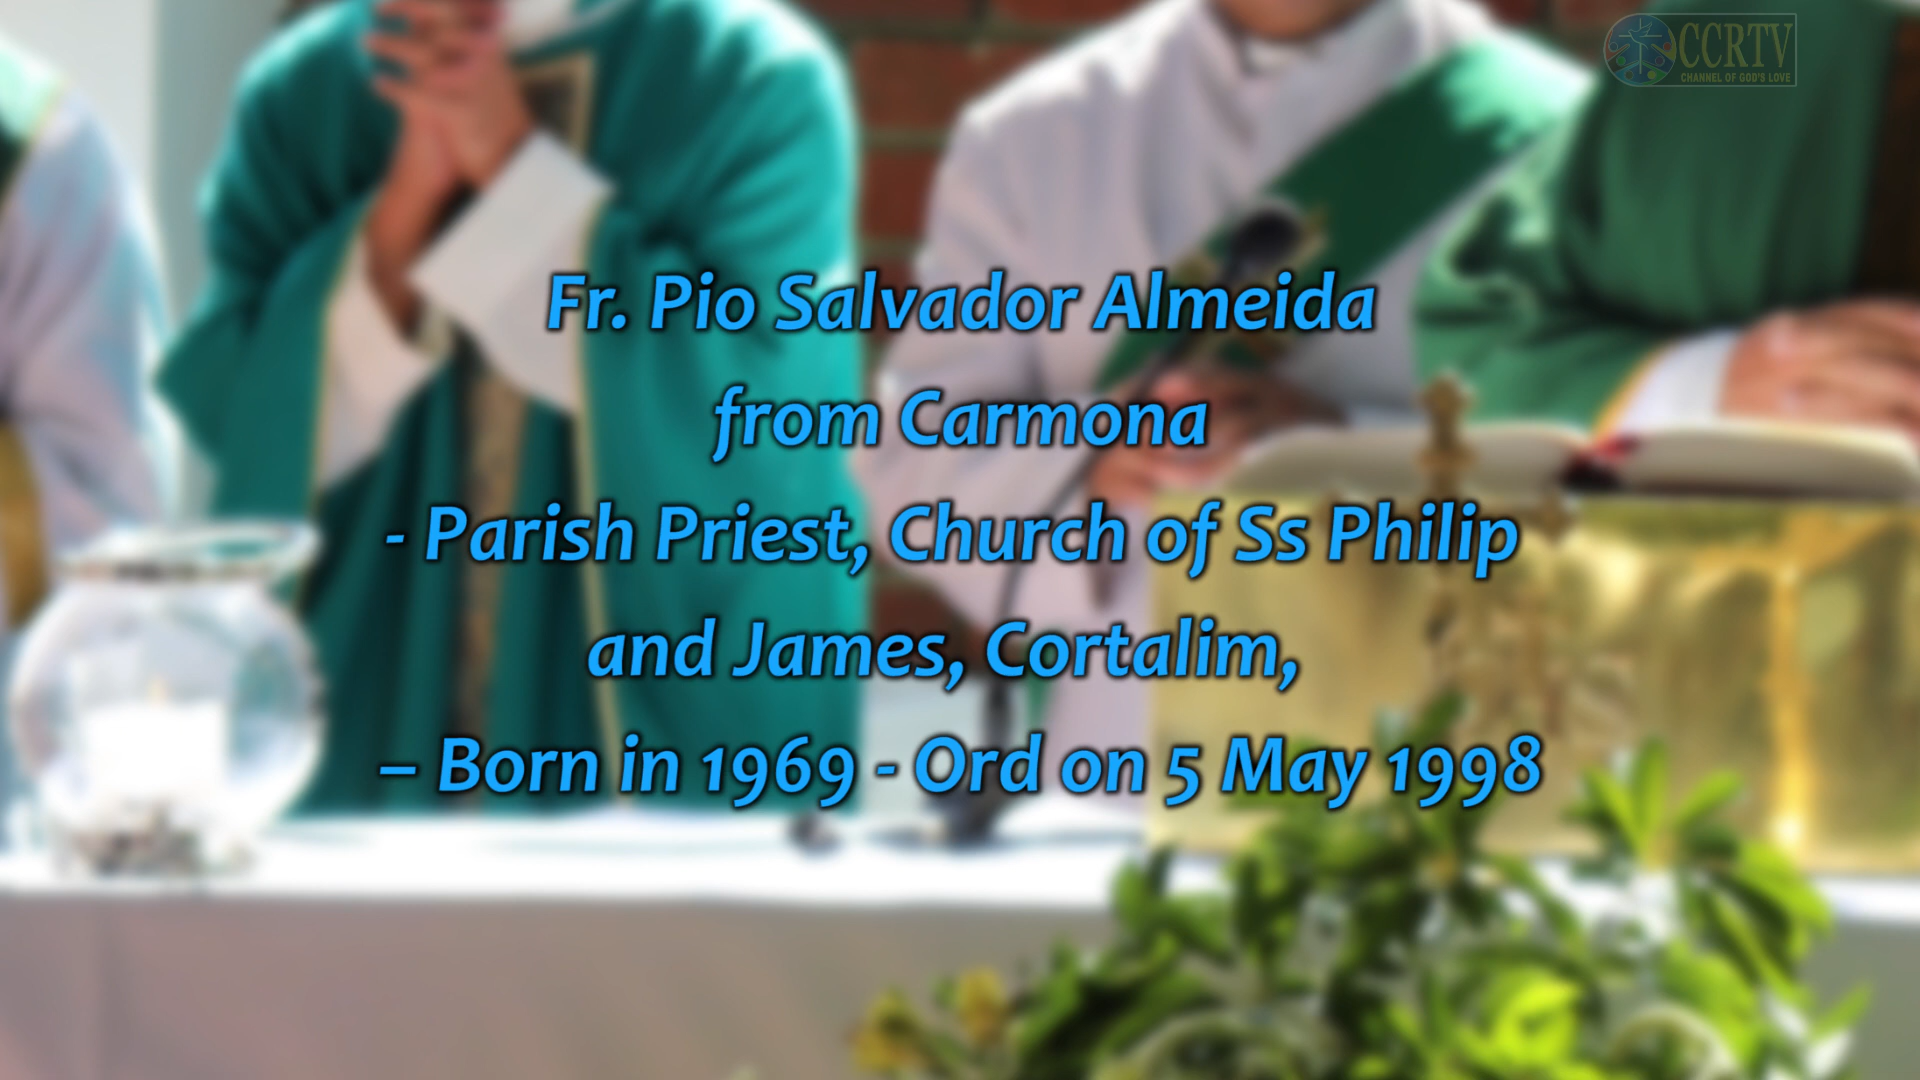 CCRTV
CHANNEL OF GOD'S LOVE
Fr. Pio Salvador Almeida
from Carmona
- Parish Priest, Church of Ss Philip
and James, Cortalim,
– Born in 1969 - Ord on 5 May 1998